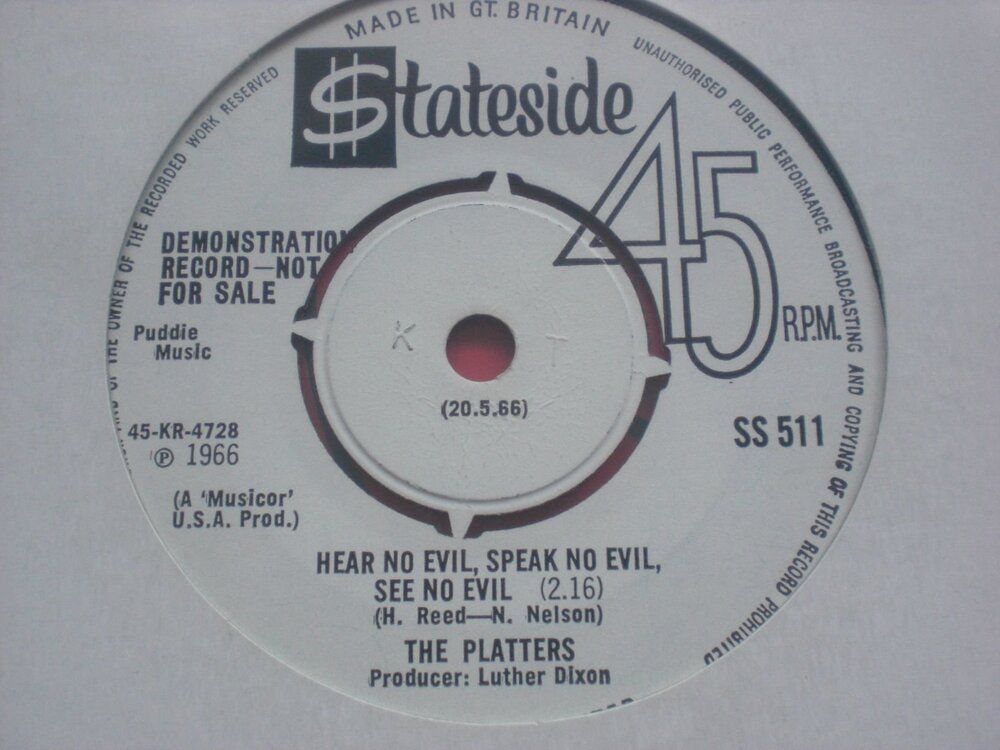 MADE IN GT. BRITAIN
UNAUTHORISED PUBLIC PERFORMANCE BROADCASTING AND COPYING OF THIS RECORD PROHIBITED
OF THE OWNER OF THE RECORDED WORK RESERVED
$tateside
45
R.P.M.
DEMONSTRATION
RECORD—NOT
FOR SALE
Puddie
Music
K T
(20.5.66)
45-KR-4728
℗ 1966
SS 511
(A 'Musicor'
U.S.A. Prod.)
HEAR NO EVIL, SPEAK NO EVIL,
SEE NO EVIL (2.16)
(H. Reed—N. Nelson)
THE PLATTERS
Producer: Luther Dixon